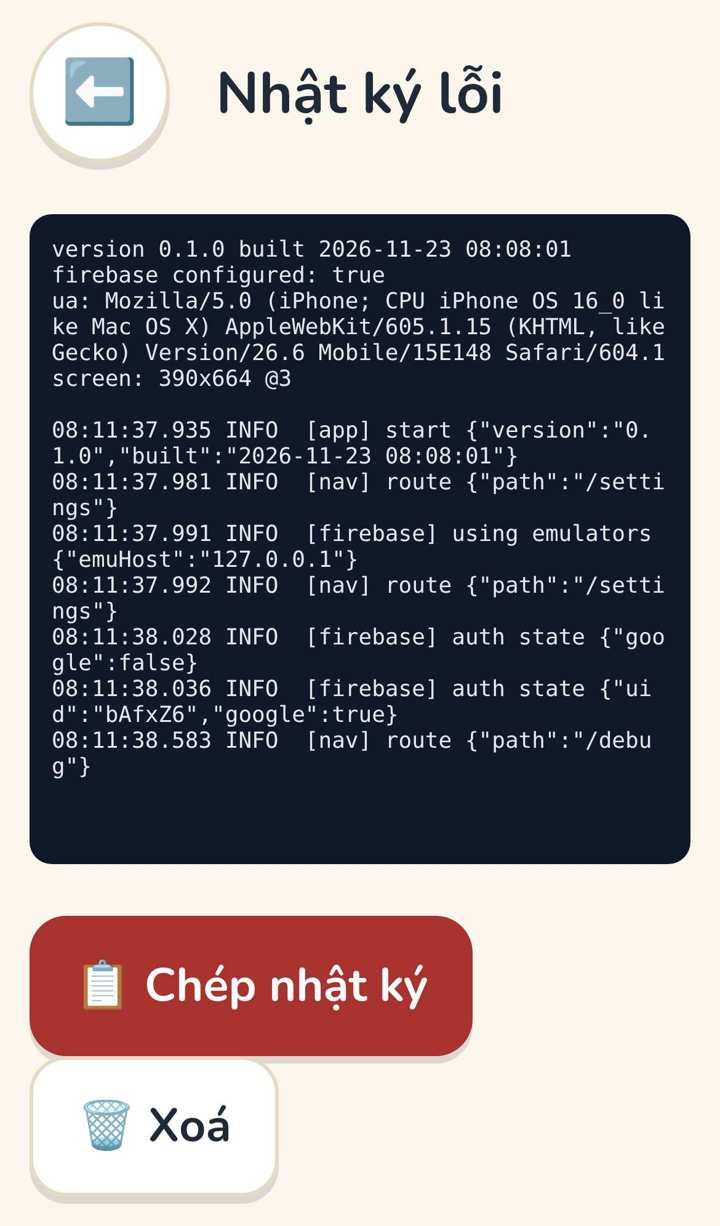 Nhật ký lỗi
version 0.1.0 built 2026-11-23 08:08:01
firebase configured: true
ua: Mozilla/5.0 (iPhone; CPU iPhone OS 16_0 li
ke Mac OS X) AppleWebKit/605.1.15 (KHTML, like
Gecko) Version/26.6 Mobile/15E148 Safari/604.1
screen: 390x664 @3
08:11:37.935 INFO  [app] start {"version":"0.
1.0","built":"2026-11-23 08:08:01"}
08:11:37.981 INFO  [nav] route {"path":"/setti
ngs"}
08:11:37.991 INFO  [firebase] using emulators
{"emuHost":"127.0.0.1"}
08:11:37.992 INFO  [nav] route {"path":"/setti
ngs"}
08:11:38.028 INFO  [firebase] auth state {"goo
gle":false}
08:11:38.036 INFO  [firebase] auth state {"ui
d":"bAfxZ6","google":true}
08:11:38.583 INFO  [nav] route {"path":"/debu
g"}
Chép nhật ký
Xoá